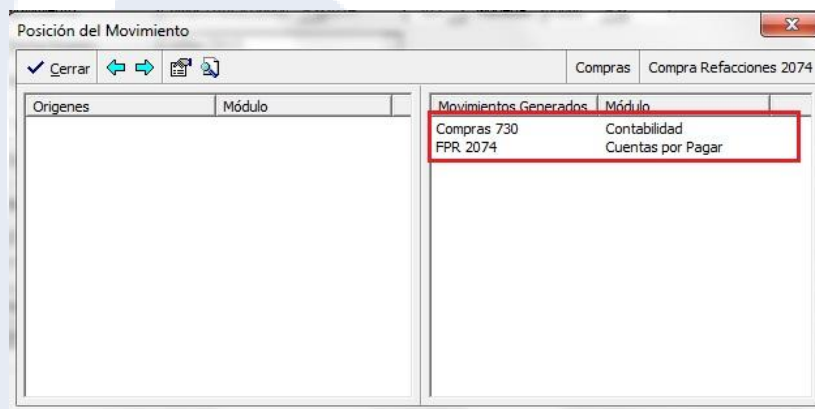 Posición del Movimiento
Cerrar Compras Compra Refacciones 2074
Origenes Módulo Movimientos Generados Módulo
Compras 730 Contabilidad
FPR 2074 Cuentas por Pagar